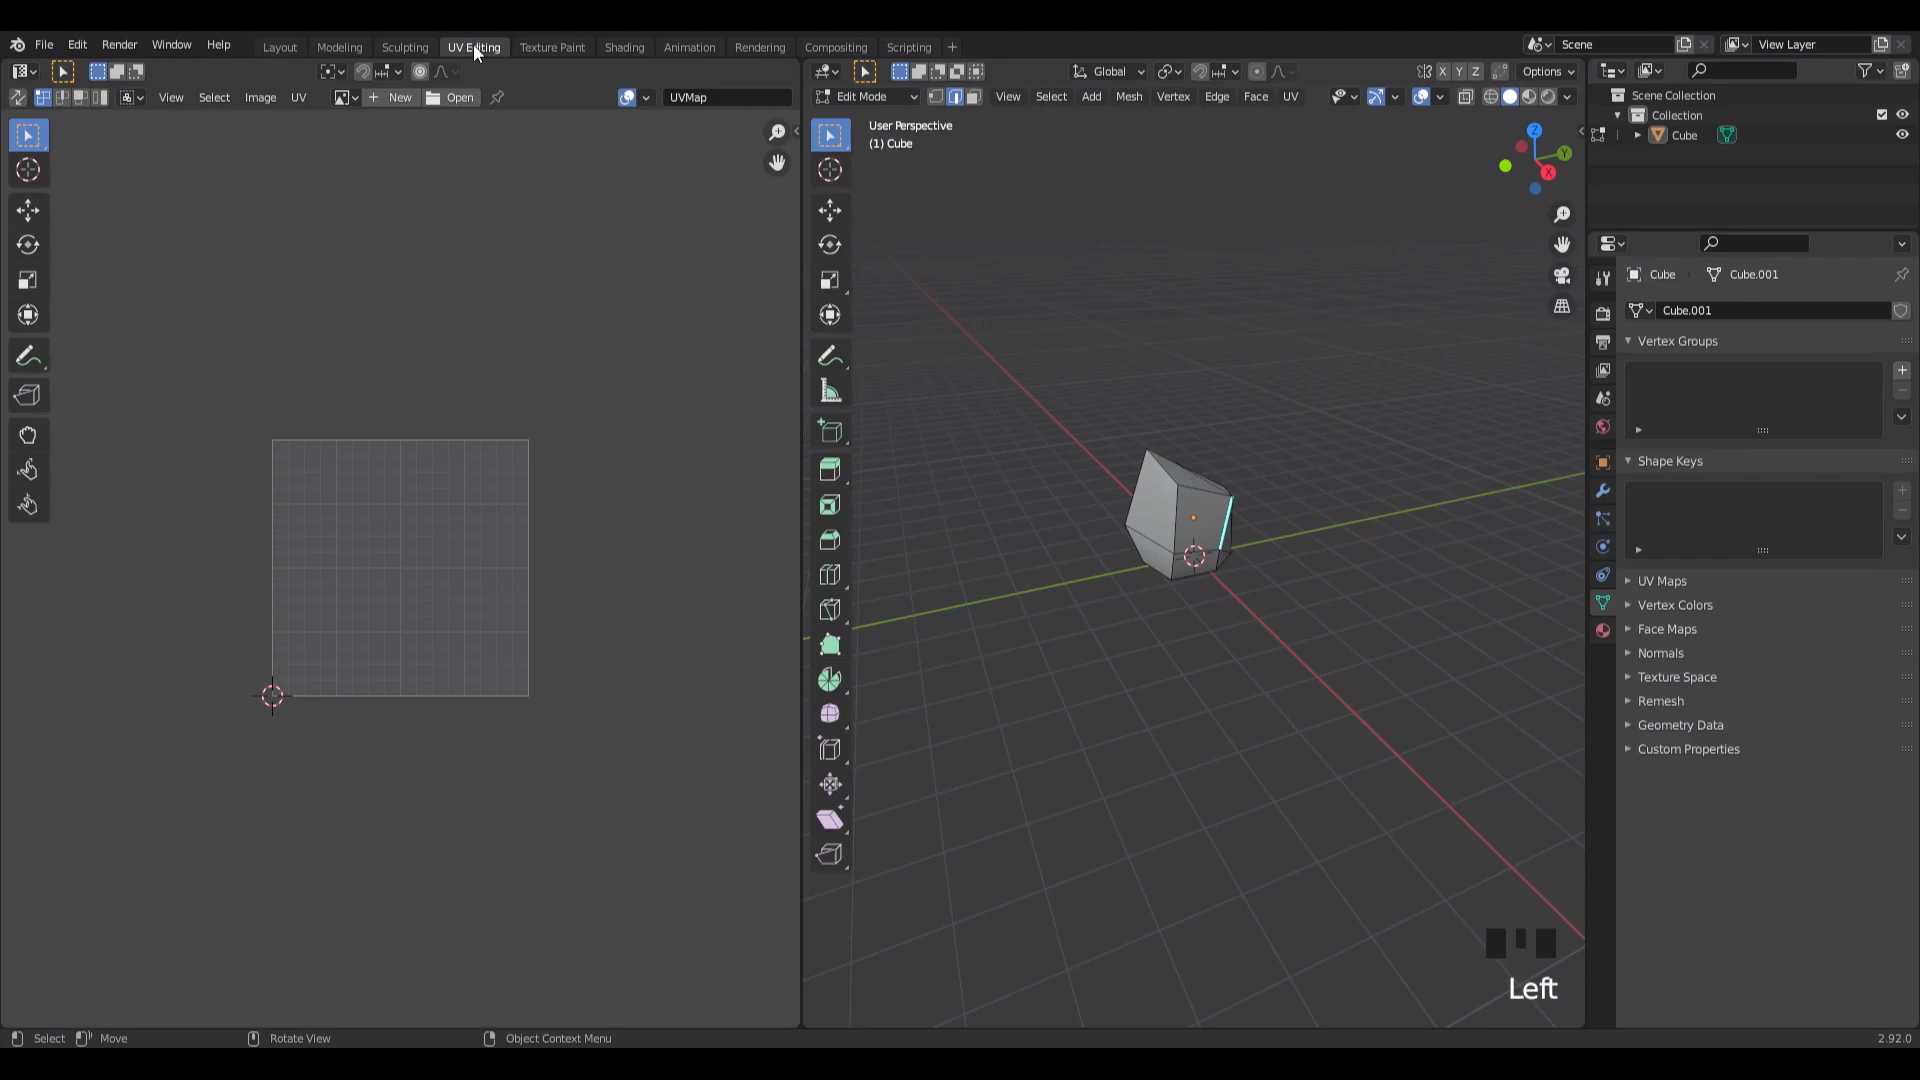 File Edit Render Window Help Layout Modeling Sculpting UV Editing Texture Paint Shading Animation Rendering Compositing Scripting + Scene View Layer
Global X Y Z Options
View Select Image UV New Open UVMap Edit Mode View Select Add Mesh Vertex Edge Face UV
Scene Collection
Collection
Cube
User Perspective
(1) Cube
Z
Y
X
Cube Cube.001
Cube.001
Vertex Groups
Shape Keys
UV Maps
Vertex Colors
Face Maps
Normals
Texture Space
Remesh
Geometry Data
Custom Properties
Left
Select Move Rotate View Object Context Menu 2.92.0